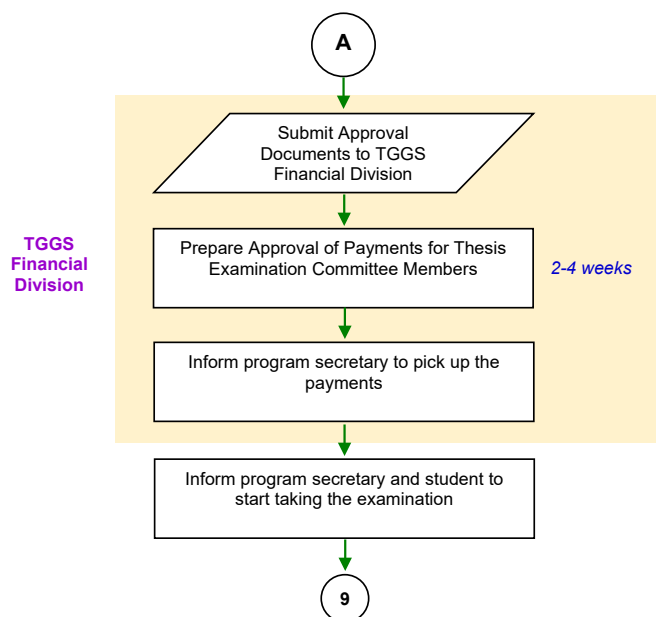 A
Submit Approval
Documents to TGGS
Financial Division
TGGS
Financial
Division
Prepare Approval of Payments for Thesis
Examination Committee Members
2-4 weeks
Inform program secretary to pick up the
payments
Inform program secretary and student to
start taking the examination
9